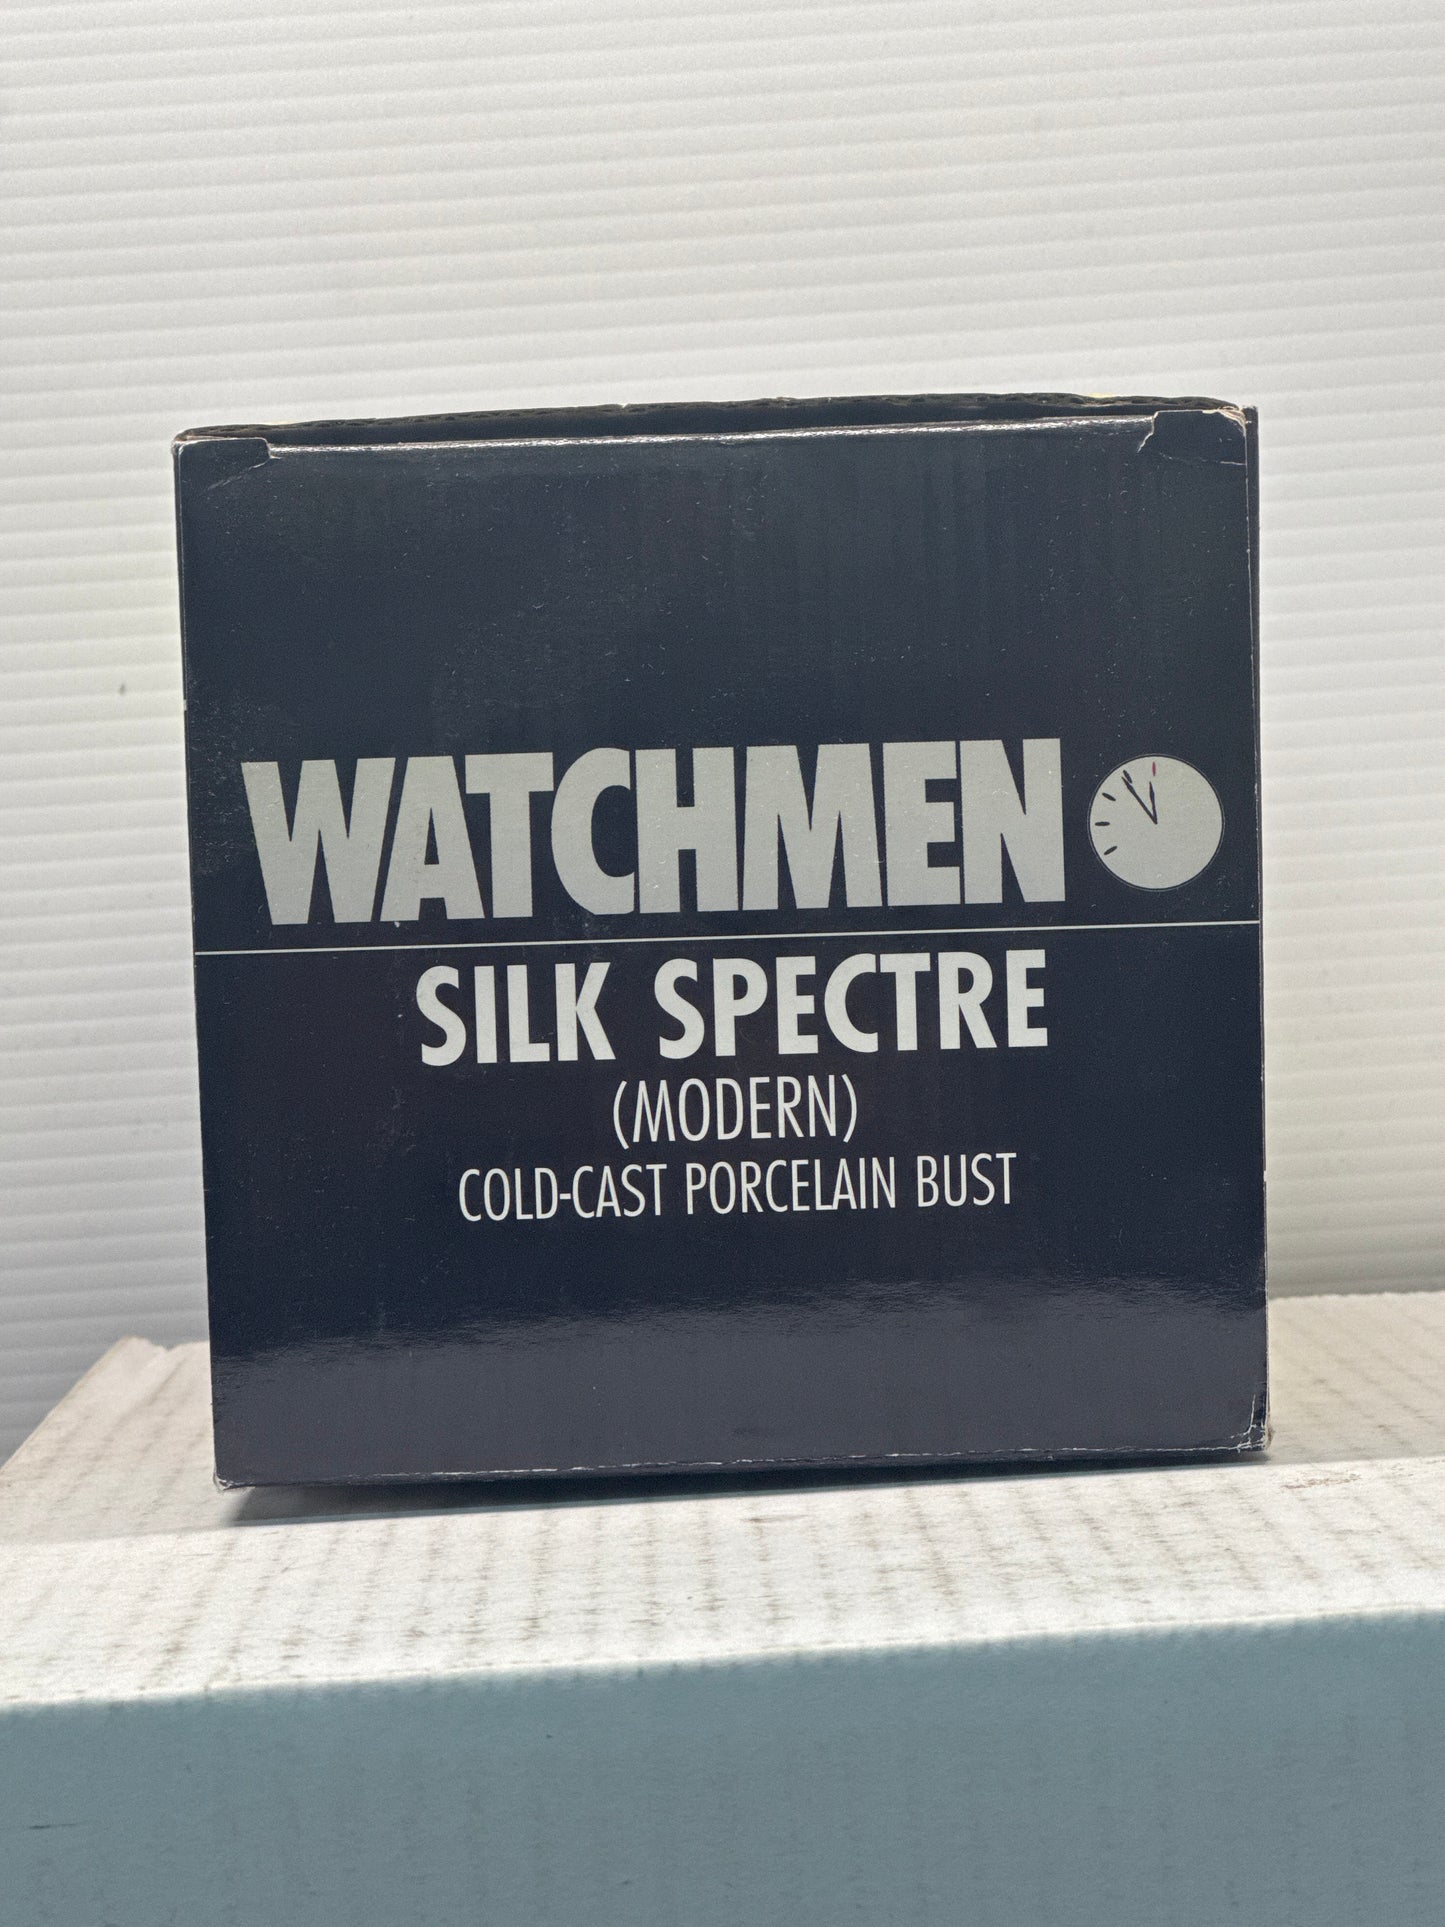 WATCHMEN
SILK SPECTRE
(MODERN)
COLD-CAST PORCELAIN BUST